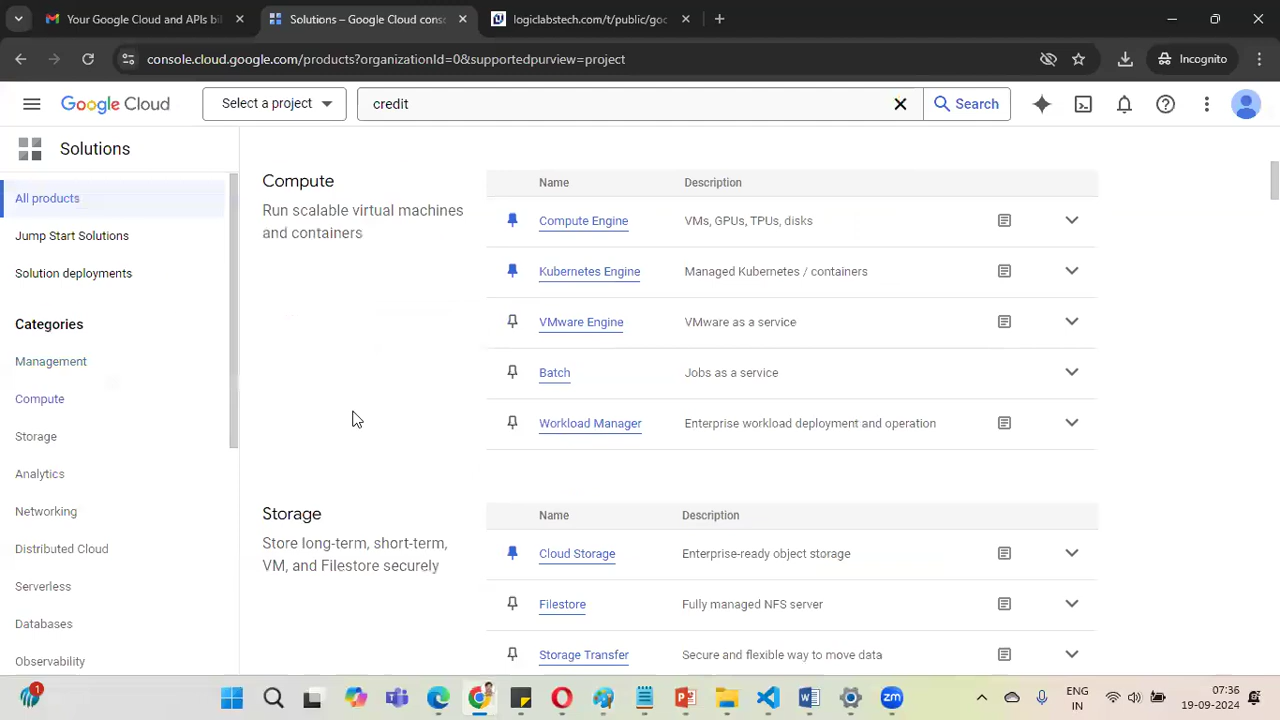 Your Google Cloud and APIs bil
Solutions – Google Cloud cons
logiclabstech.com/t/public/goo
console.cloud.google.com/products?organizationId=0&supportedpurview=project
Incognito
Google Cloud
Select a project
credit
Search
Solutions
All products
Jump Start Solutions
Solution deployments
Categories
Management
Compute
Storage
Analytics
Networking
Distributed Cloud
Serverless
Databases
Observability
Compute
Run scalable virtual machines
and containers
Name Description
Compute Engine VMs, GPUs, TPUs, disks
Kubernetes Engine Managed Kubernetes / containers
VMware Engine VMware as a service
Batch Jobs as a service
Workload Manager Enterprise workload deployment and operation
Storage
Store long-term, short-term,
VM, and Filestore securely
Name Description
Cloud Storage Enterprise-ready object storage
Filestore Fully managed NFS server
Storage Transfer Secure and flexible way to move data
1
zm
ENG
IN
07:36
19-09-2024